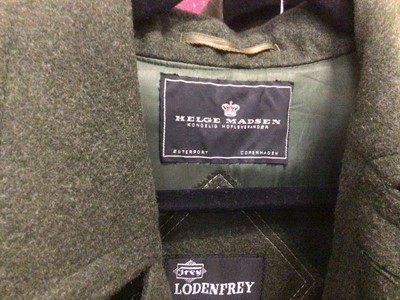 HELGE MADSEN
KONGELIG HOFLEVERANDØR
ØSTERPORT COPENHAGEN
Frey
LODENFREY